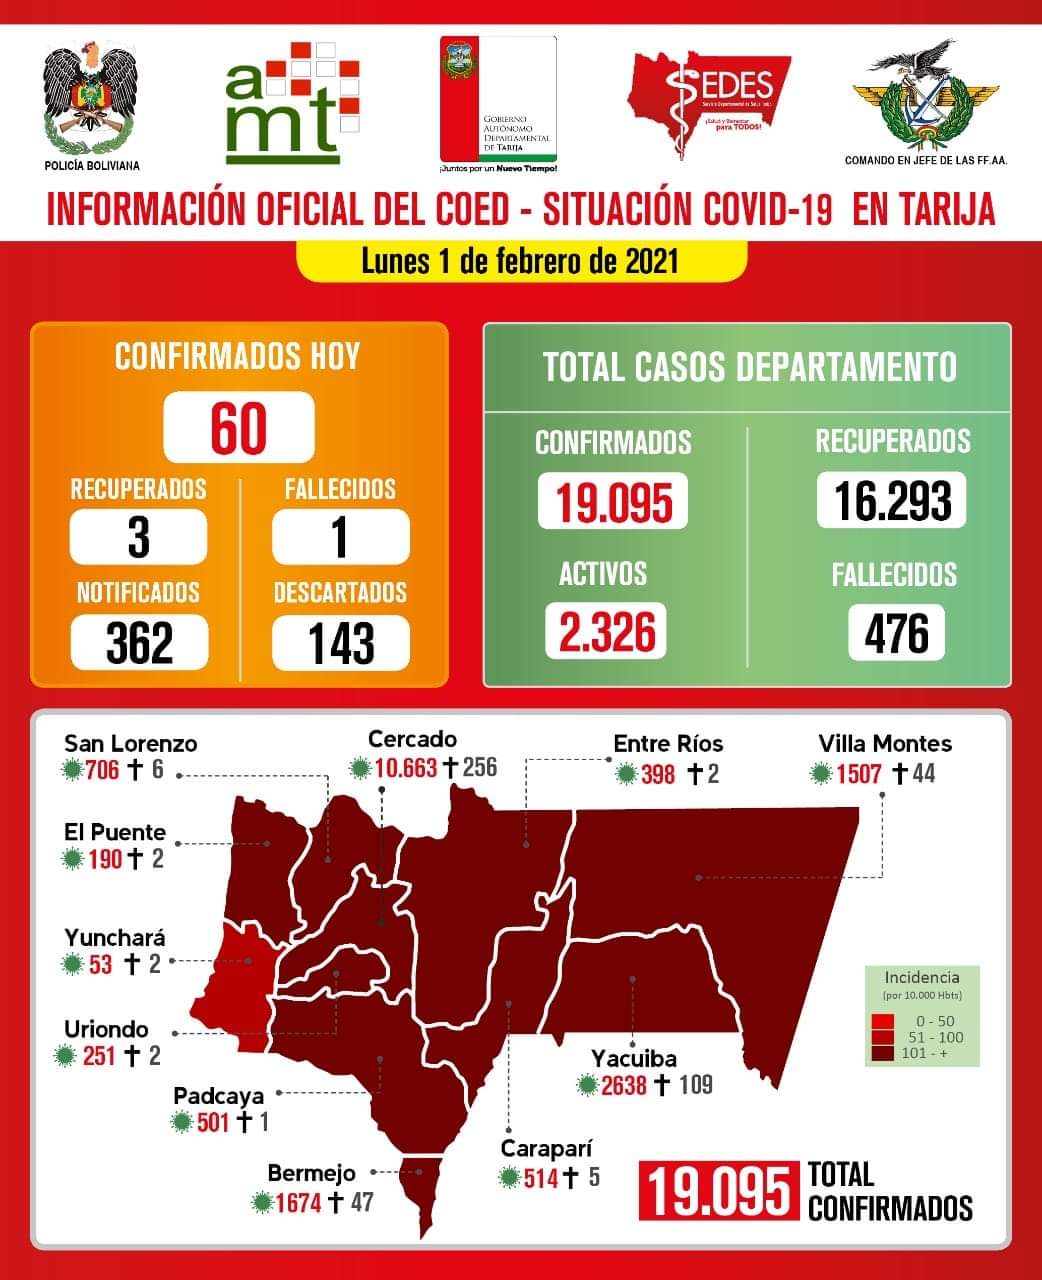 POLICÍA BOLIVIANA
amt
GOBIERNO
AUTÓNOMO
DEPARTAMENTAL
DE TARIJA
¡Juntos por un Nuevo Tiempo!
SEDES
Servicio Departamental de Salud
¡Salud y Bienestar
para TODOS!
COMANDO EN JEFE DE LAS FF.AA.
INFORMACIÓN OFICIAL DEL COED - SITUACIÓN COVID-19 EN TARIJA
Lunes 1 de febrero de 2021
CONFIRMADOS HOY
60
RECUPERADOS FALLECIDOS
3 1
NOTIFICADOS DESCARTADOS
362 143
TOTAL CASOS DEPARTAMENTO
CONFIRMADOS RECUPERADOS
19.095 16.293
ACTIVOS FALLECIDOS
2.326 476
San Lorenzo
706 ✝ 6
Cercado
10.663 ✝ 256
Entre Ríos
398 ✝ 2
Villa Montes
1507 ✝ 44
El Puente
190 ✝ 2
Yunchará
53 ✝ 2
Uriondo
251 ✝ 2
Padcaya
501 ✝ 1
Bermejo
1674 ✝ 47
Caraparí
514 ✝ 5
Yacuiba
2638 ✝ 109
Incidencia
(por 10.000 Hbts)
0 - 50
51 - 100
101 - +
19.095 TOTAL
CONFIRMADOS